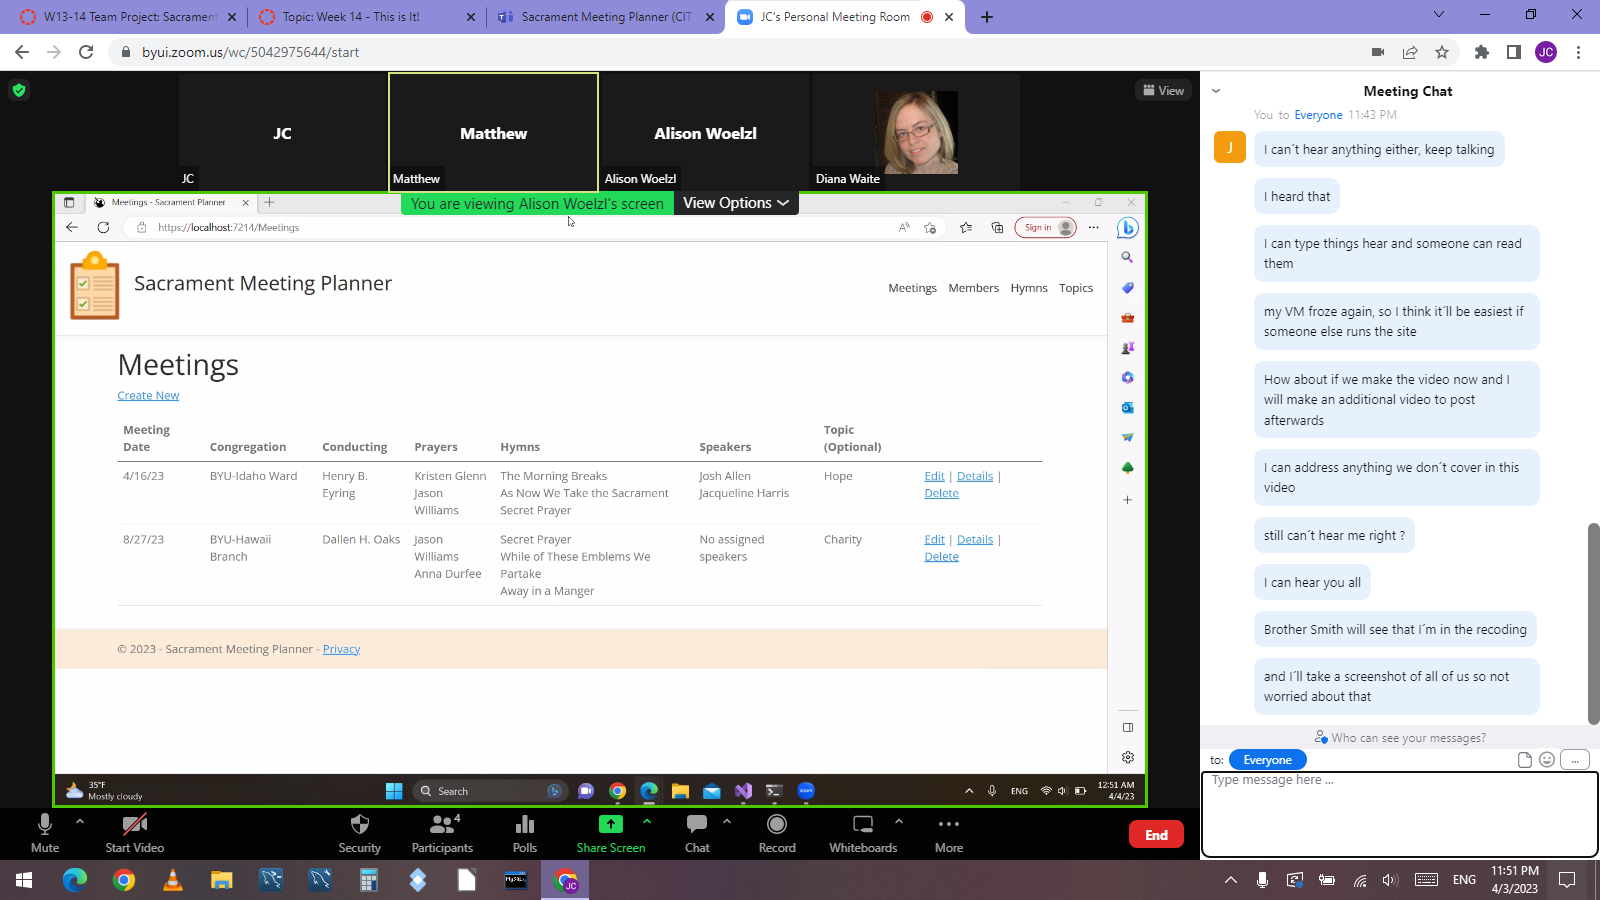 W13-14 Team Project: Sacrament
Topic: Week 14 - This is It!
Sacrament Meeting Planner (CIT
JC's Personal Meeting Room
byui.zoom.us/wc/5042975644/start
JC
View
JC
Matthew
Alison Woelzl
JC
Matthew
Alison Woelzl
Diana Waite
Meetings - Sacrament Planner
You are viewing Alison Woelzl's screen
View Options
https://localhost:7214/Meetings
Sign in
Sacrament Meeting Planner
Meetings Members Hymns Topics
Meetings
Create New
Meeting Date Congregation Conducting Prayers Hymns Speakers Topic (Optional)
4/16/23 BYU-Idaho Ward Henry B. Kristen Glenn The Morning Breaks Josh Allen Hope Edit | Details |
Eyring Jason As Now We Take the Sacrament Jacqueline Harris Delete
Williams Secret Prayer
8/27/23 BYU-Hawaii Dallen H. Oaks Jason Secret Prayer No assigned Charity Edit | Details |
Branch Williams While of These Emblems We speakers Delete
Anna Durfee Partake
Away in a Manger
© 2023 - Sacrament Meeting Planner - Privacy
35°F
Mostly cloudy
Search
zoom
ENG
12:51 AM
4/4/23
Meeting Chat
You to Everyone 11:43 PM
J
I can´t hear anything either, keep talking
I heard that
I can type things hear and someone can read
them
my VM froze again, so I think it´ll be easiest if
someone else runs the site
How about if we make the video now and I
will make an additional video to post
afterwards
I can address anything we don´t cover in this
video
still can´t hear me right ?
I can hear you all
Brother Smith will see that I´m in the recoding
and I´ll take a screenshot of all of us so not
worried about that
Who can see your messages?
to: Everyone
...
Type message here ...
Mute
Start Video
Security
4
Participants
Polls
Share Screen
Chat
Record
Whiteboards
More
End
MySQL
JC
ENG
11:51 PM
4/3/2023